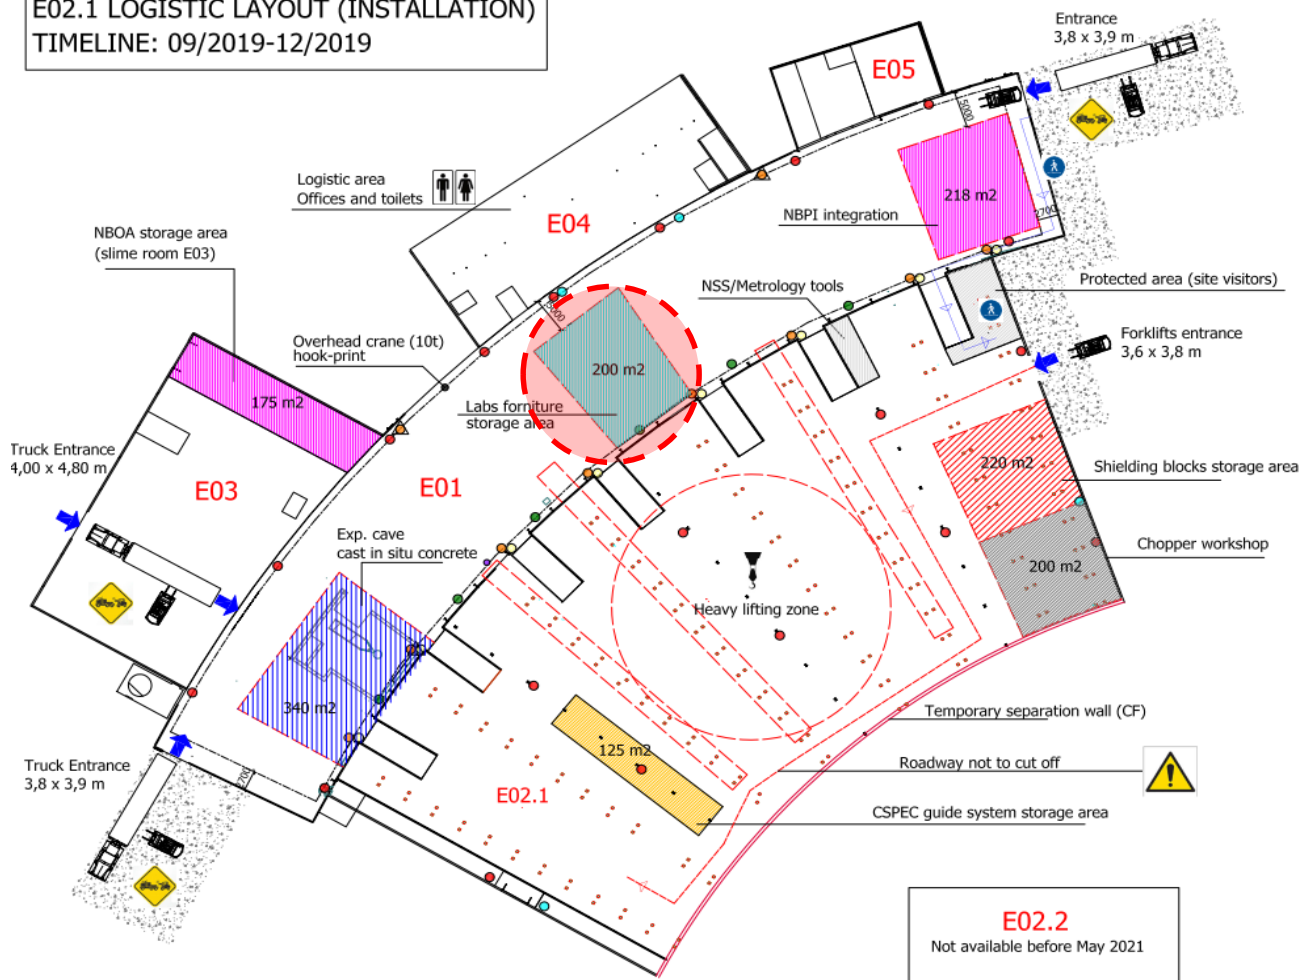 E02.1 LOGISTIC LAYOUT (INSTALLATION)
TIMELINE: 09/2019-12/2019
Entrance
3,8 x 3,9 m
E05
5000
Logistic area
Offices and toilets
218 m2
2700
NBPI integration
E04
NBOA storage area
(slime room E03)
NSS/Metrology tools
Protected area (site visitors)
5000
Overhead crane (10t)
hook-print
Forklifts entrance
3,6 x 3,8 m
200 m2
175 m2
Labs forniture
storage area
Truck Entrance
4,00 x 4,80 m
220 m2
Shielding blocks storage area
E03
E01
Exp. cave
cast in situ concrete
Chopper workshop
200 m2
Heavy lifting zone
340 m2
Temporary separation wall (CF)
125 m2
Truck Entrance
3,8 x 3,9 m
2700
Roadway not to cut off
E02.1
CSPEC guide system storage area
E02.2
Not available before May 2021